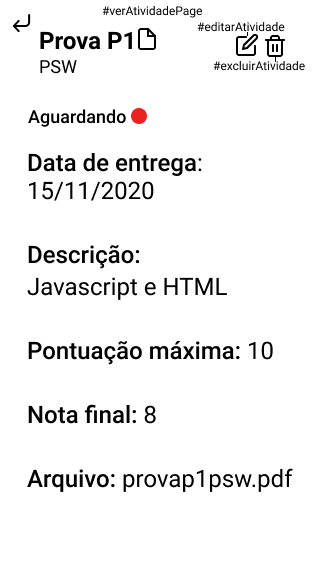 #verAtividadePage
#editarAtividade
Prova P1
PSW
#excluirAtividade
Aguardando
Data de entrega:
15/11/2020
Descrição:
Javascript e HTML
Pontuação máxima: 10
Nota final: 8
Arquivo: provap1psw.pdf